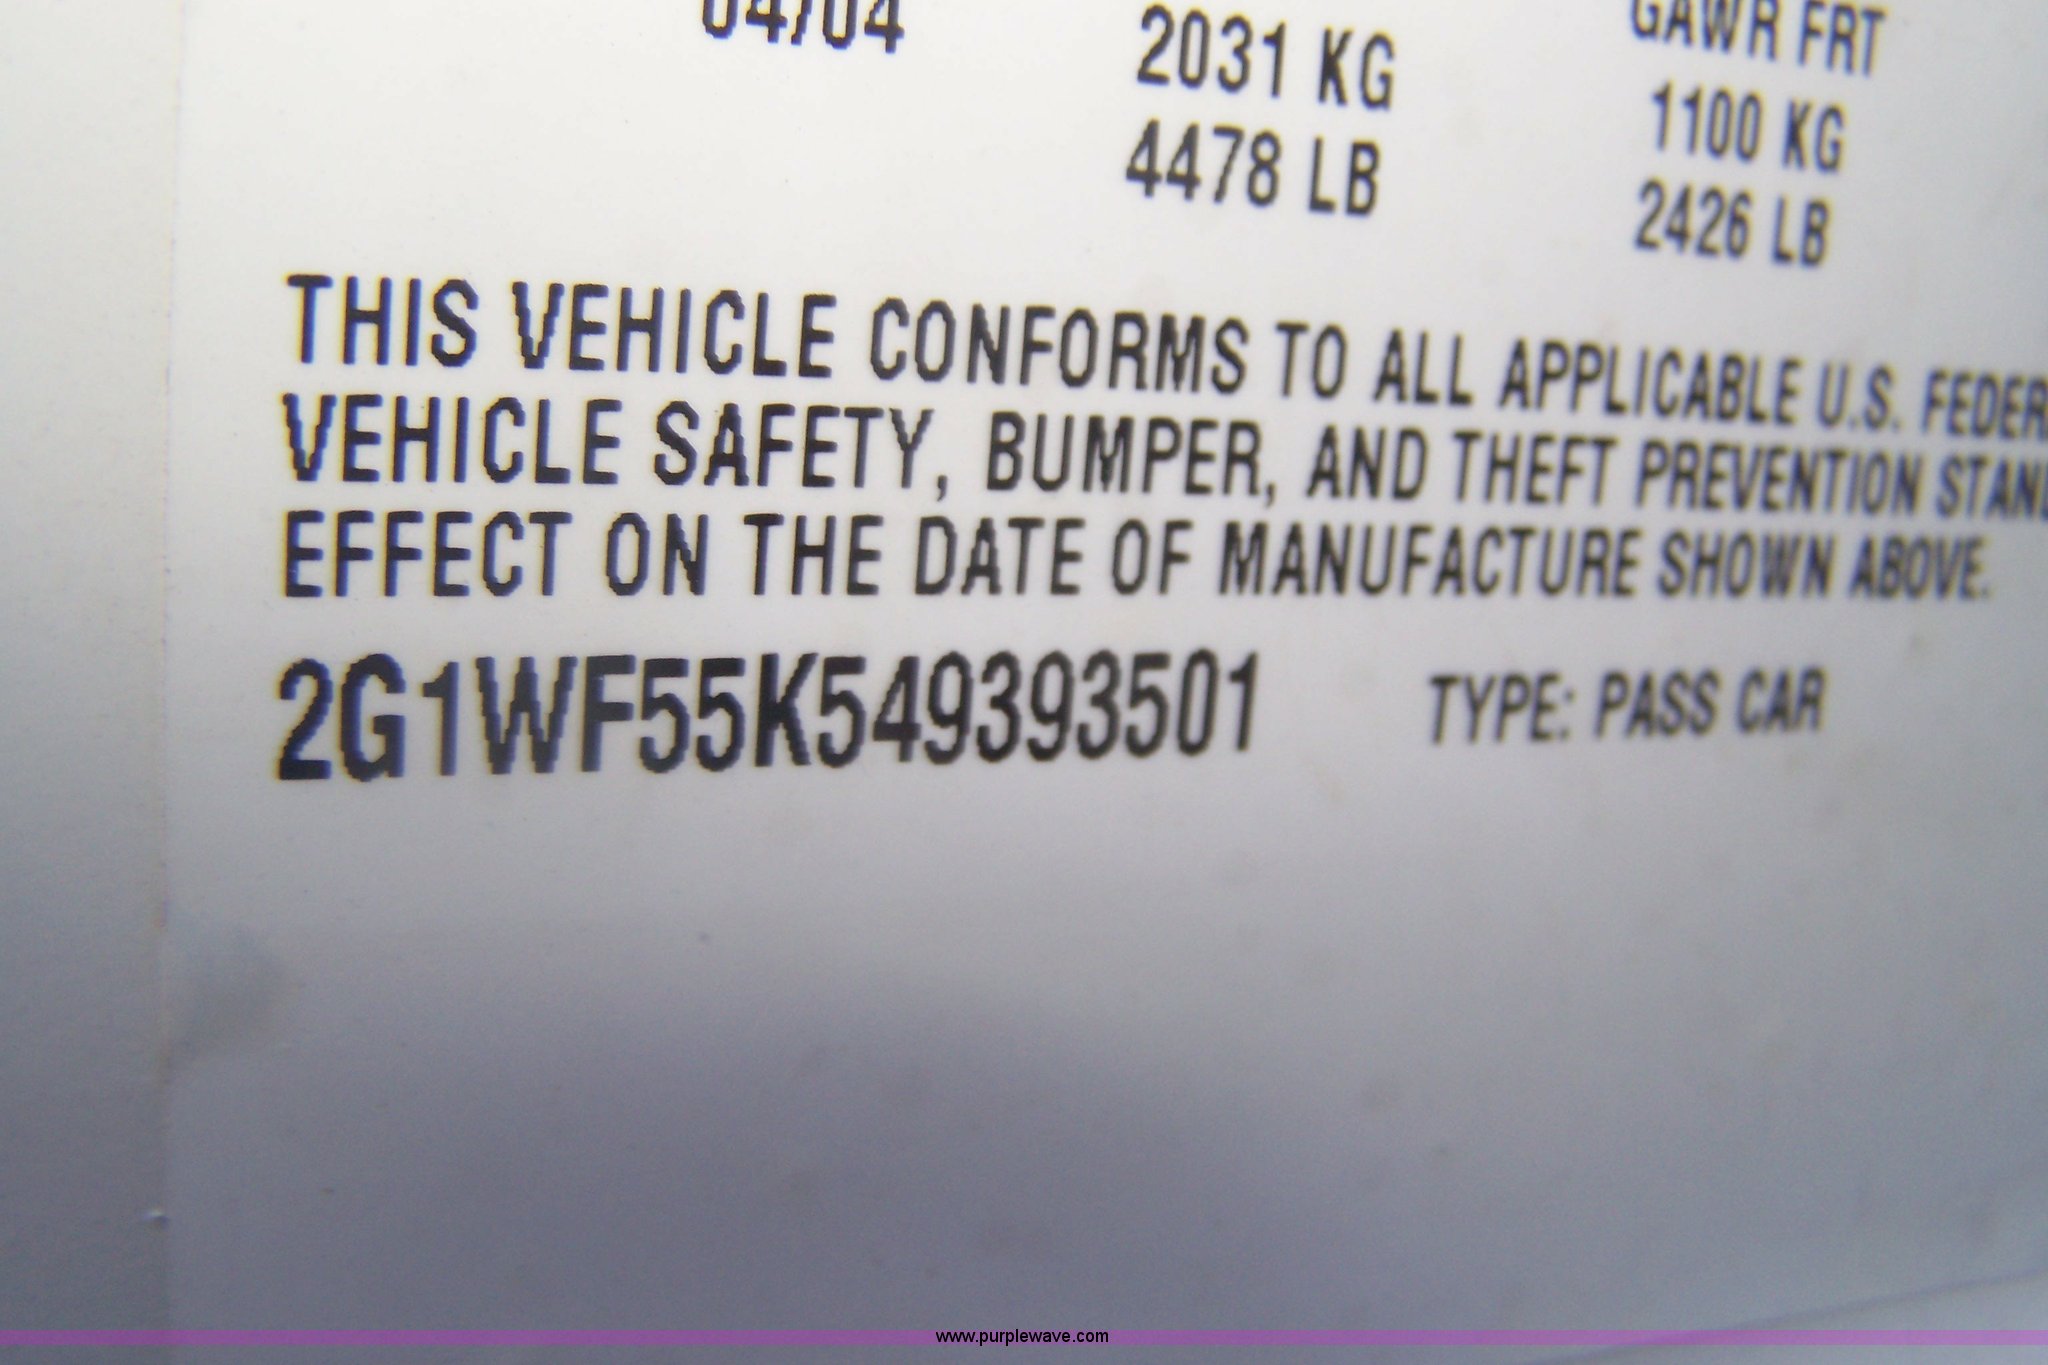 04/04
2031 KG
4478 LB
GAWR FRT
1100 KG
2426 LB
THIS VEHICLE CONFORMS TO ALL APPLICABLE U.S. FEDER
VEHICLE SAFETY, BUMPER, AND THEFT PREVENTION STAND
EFFECT ON THE DATE OF MANUFACTURE SHOWN ABOVE.
2G1WF55K549393501 TYPE: PASS CAR
www.purplewave.com